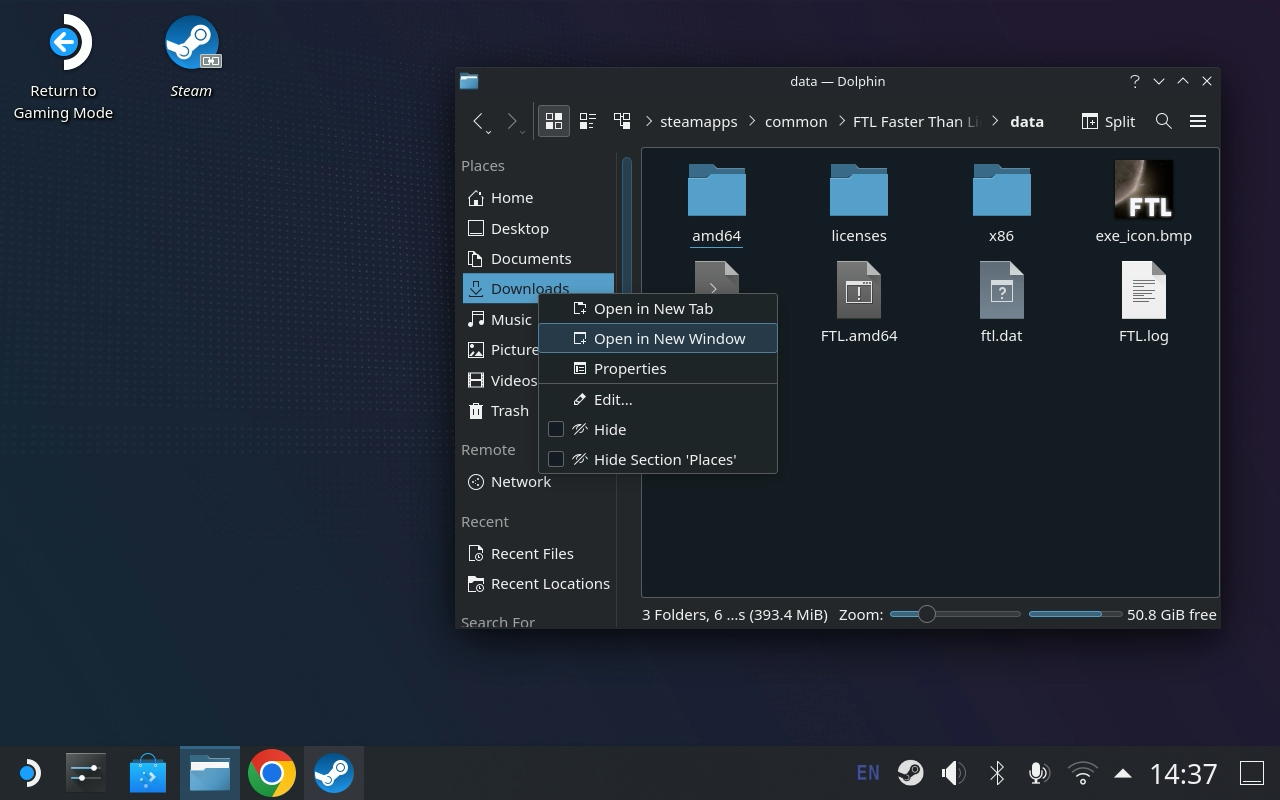 Return to
Gaming Mode
Steam
data — Dolphin
steamapps
common
FTL Faster Than Li
data
Split
Places
Home
Desktop
Documents
Downloads
Music
Picture
Videos
Trash
Remote
Network
Recent
Recent Files
Recent Locations
Search For
Open in New Tab
Open in New Window
Properties
Edit...
Hide
Hide Section 'Places'
amd64
licenses
x86
FTL
exe_icon.bmp
FTL.amd64
ftl.dat
FTL.log
3 Folders, 6 ...s (393.4 MiB)
Zoom:
50.8 GiB free
EN
14:37